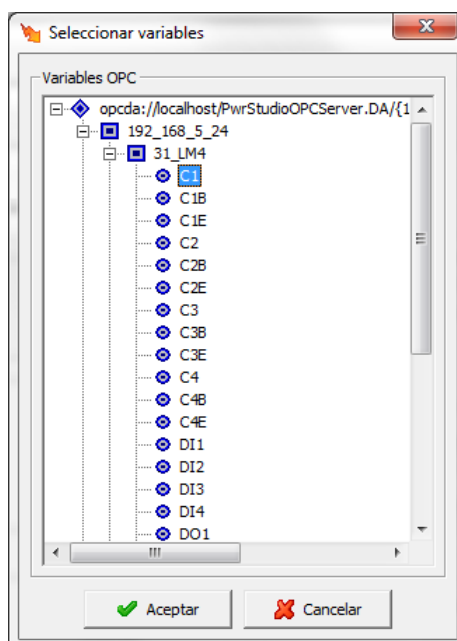 Seleccionar variables
Variables OPC
opcda://localhost/PwrStudioOPCServer.DA/{1
192_168_5_24
31_LM4
C1
C1B
C1E
C2
C2B
C2E
C3
C3B
C3E
C4
C4B
C4E
DI1
DI2
DI3
DI4
DO1
Aceptar
Cancelar